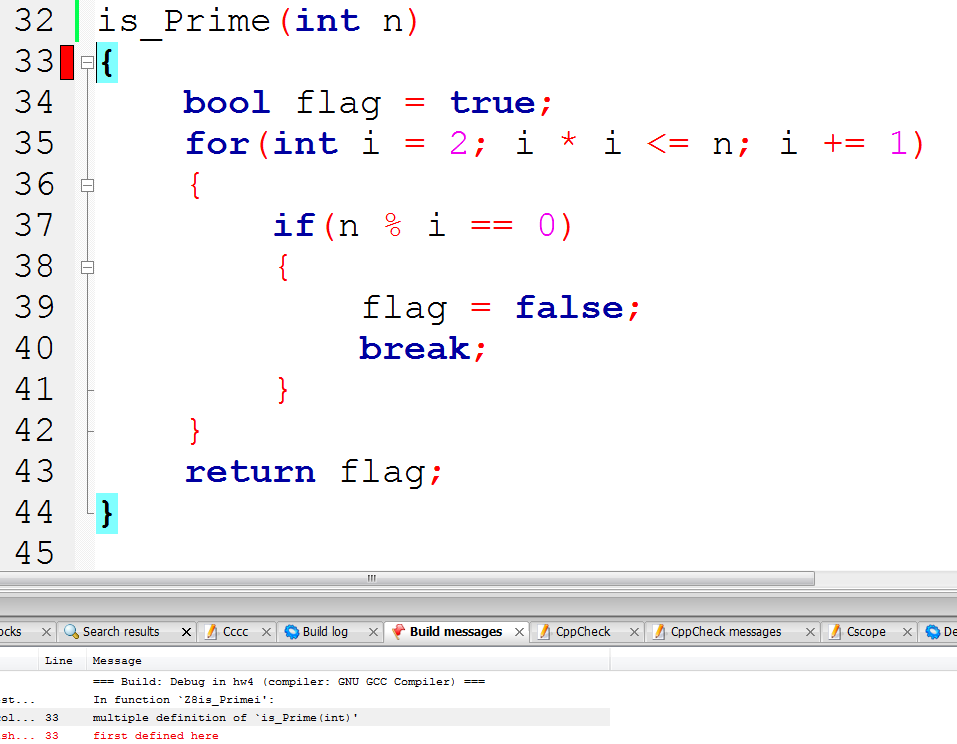 32 is_Prime(int n)
33 {
34 bool flag = true;
35 for(int i = 2; i * i <= n; i += 1)
36 {
37 if(n % i == 0)
38 {
39 flag = false;
40 break;
41 }
42 }
43 return flag;
44 }
45
ocks Search results Cccc Build log Build messages CppCheck CppCheck messages Cscope De
Line Message
=== Build: Debug in hw4 (compiler: GNU GCC Compiler) ===
st... In function `Z8is_Primei':
ol... 33 multiple definition of `is_Prime(int)'
sh... 33 first defined here